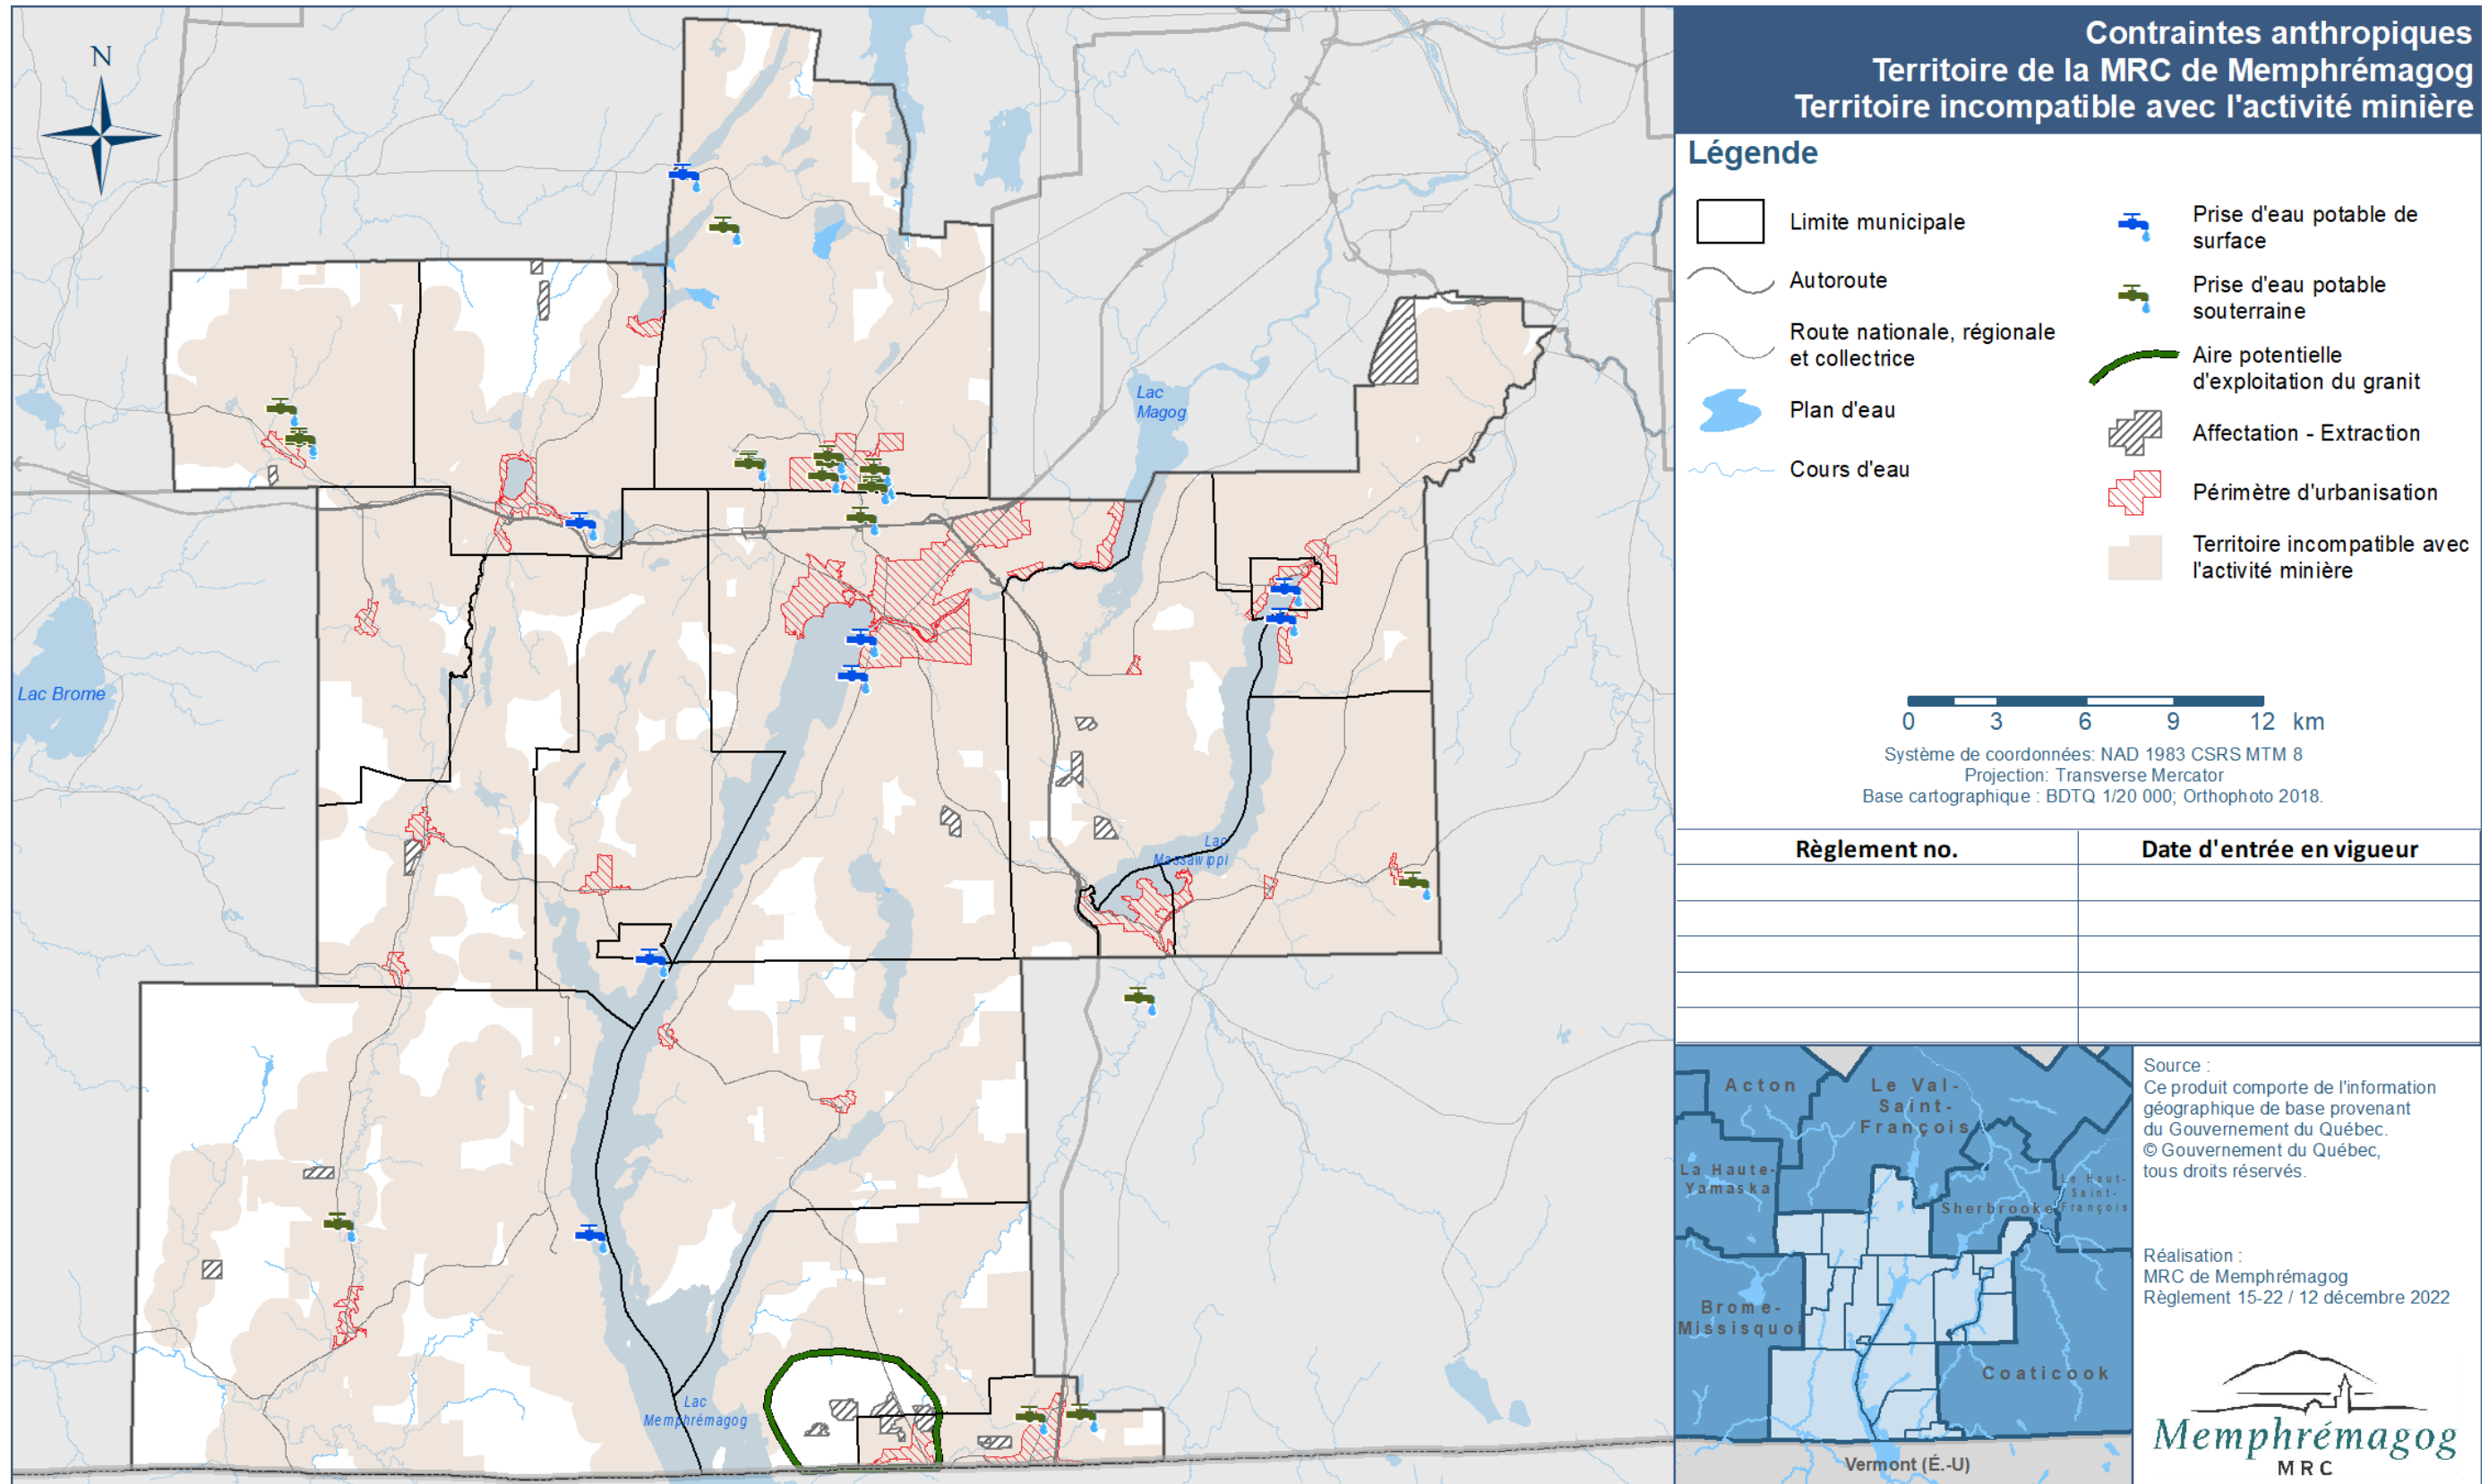 N
Lac
Magog
Lac Brome
Lac
Massawippi
Lac
Memphrémagog
Contraintes anthropiques
Territoire de la MRC de Memphrémagog
Territoire incompatible avec l'activité minière
Légende
Limite municipale
Autoroute
Route nationale, régionale
et collectrice
Plan d'eau
Cours d'eau
Prise d'eau potable de
surface
Prise d'eau potable
souterraine
Aire potentielle
d'exploitation du granit
Affectation - Extraction
Périmètre d'urbanisation
Territoire incompatible avec
l'activité minière
0 3 6 9 12 km
Système de coordonnées: NAD 1983 CSRS MTM 8
Projection: Transverse Mercator
Base cartographique : BDTQ 1/20 000; Orthophoto 2018.
Règlement no. Date d'entrée en vigueur
Acton
Le Val-
Saint-
François
La Haute-
Yamaska
Sherbrooke
Le Haut-
Saint-
François
Brome-
Missisquoi
Coaticook
Vermont (É.-U)
Source :
Ce produit comporte de l'information
géographique de base provenant
du Gouvernement du Québec.
© Gouvernement du Québec,
tous droits réservés.
Réalisation :
MRC de Memphrémagog
Règlement 15-22 / 12 décembre 2022
Memphrémagog
MRC